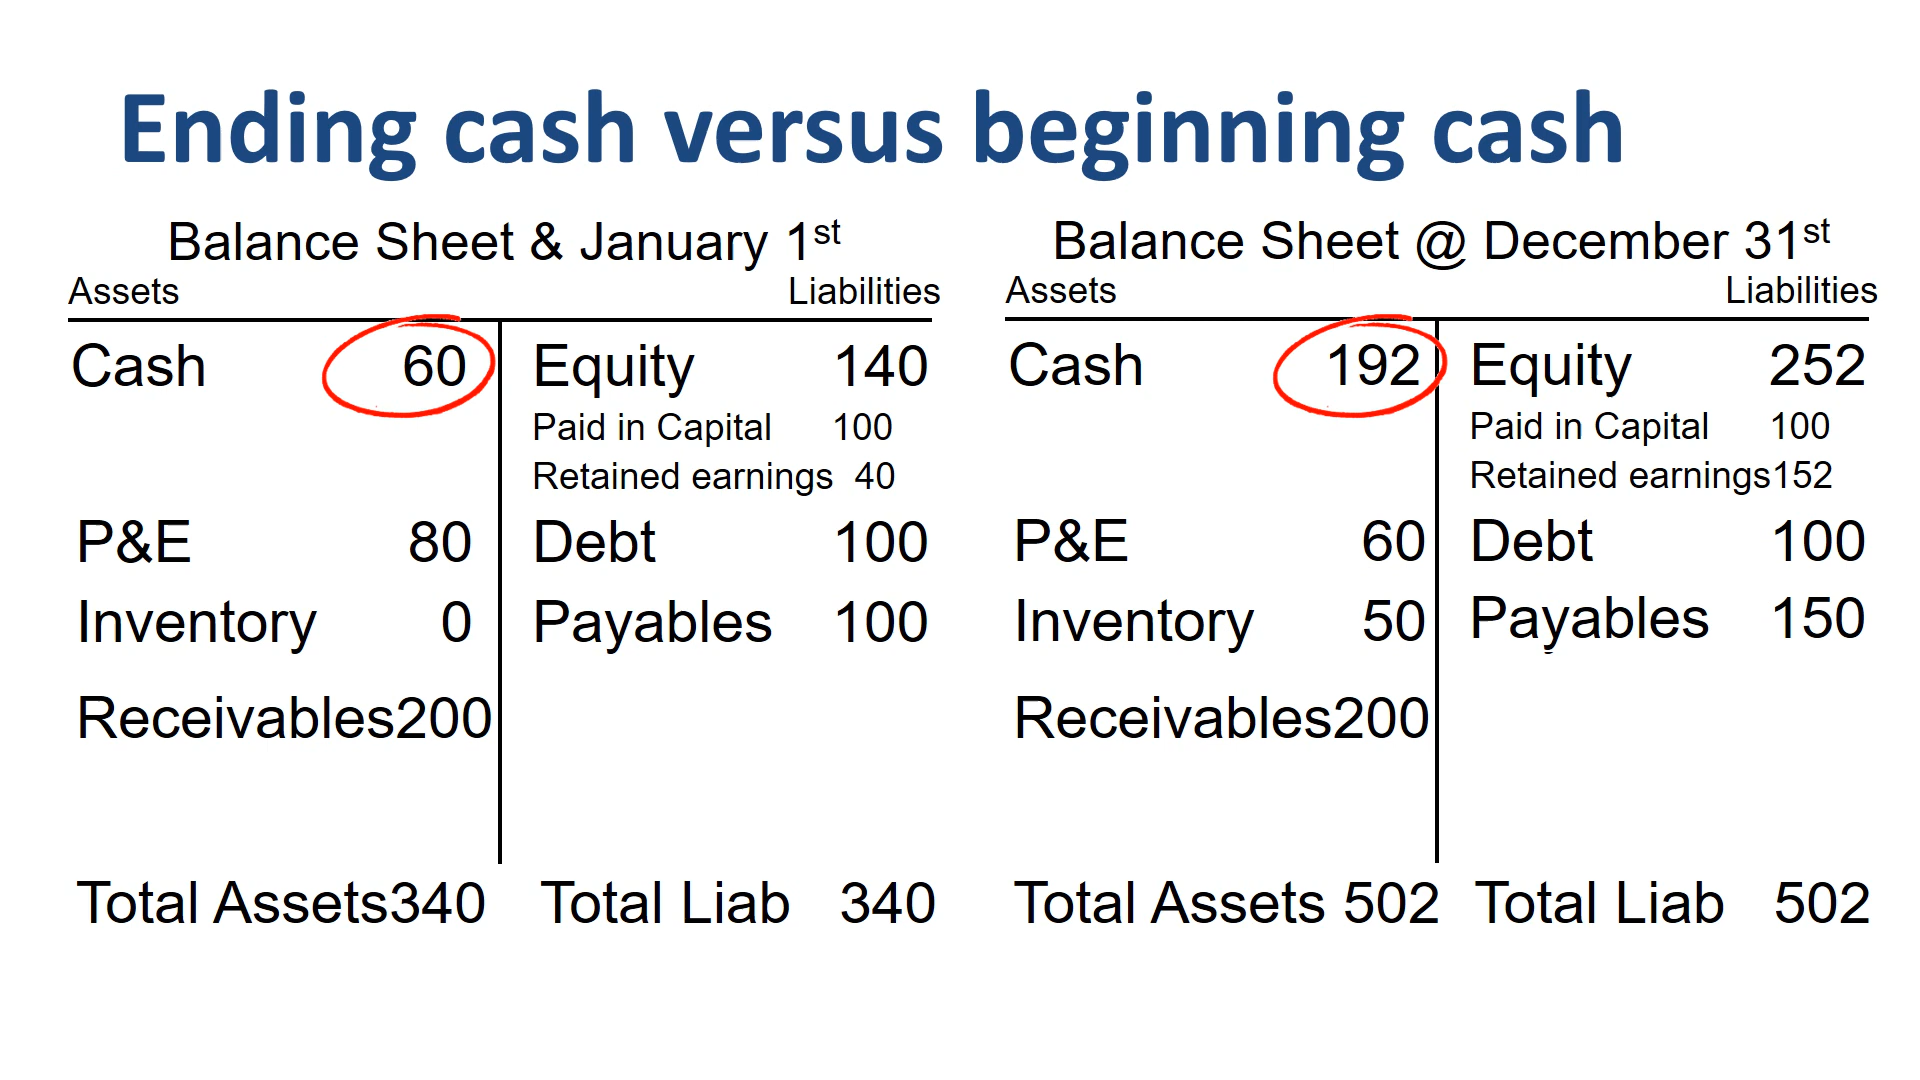 Ending cash versus beginning cash
Balance Sheet & January 1st
Assets Liabilities
Cash 60 Equity 140
Paid in Capital 100
Retained earnings 40
P&E 80 Debt 100
Inventory 0 Payables 100
Receivables200
Total Assets340 Total Liab 340
Balance Sheet @ December 31st
Assets Liabilities
Cash 192 Equity 252
Paid in Capital 100
Retained earnings152
P&E 60 Debt 100
Inventory 50 Payables 150
Receivables200
Total Assets 502 Total Liab 502